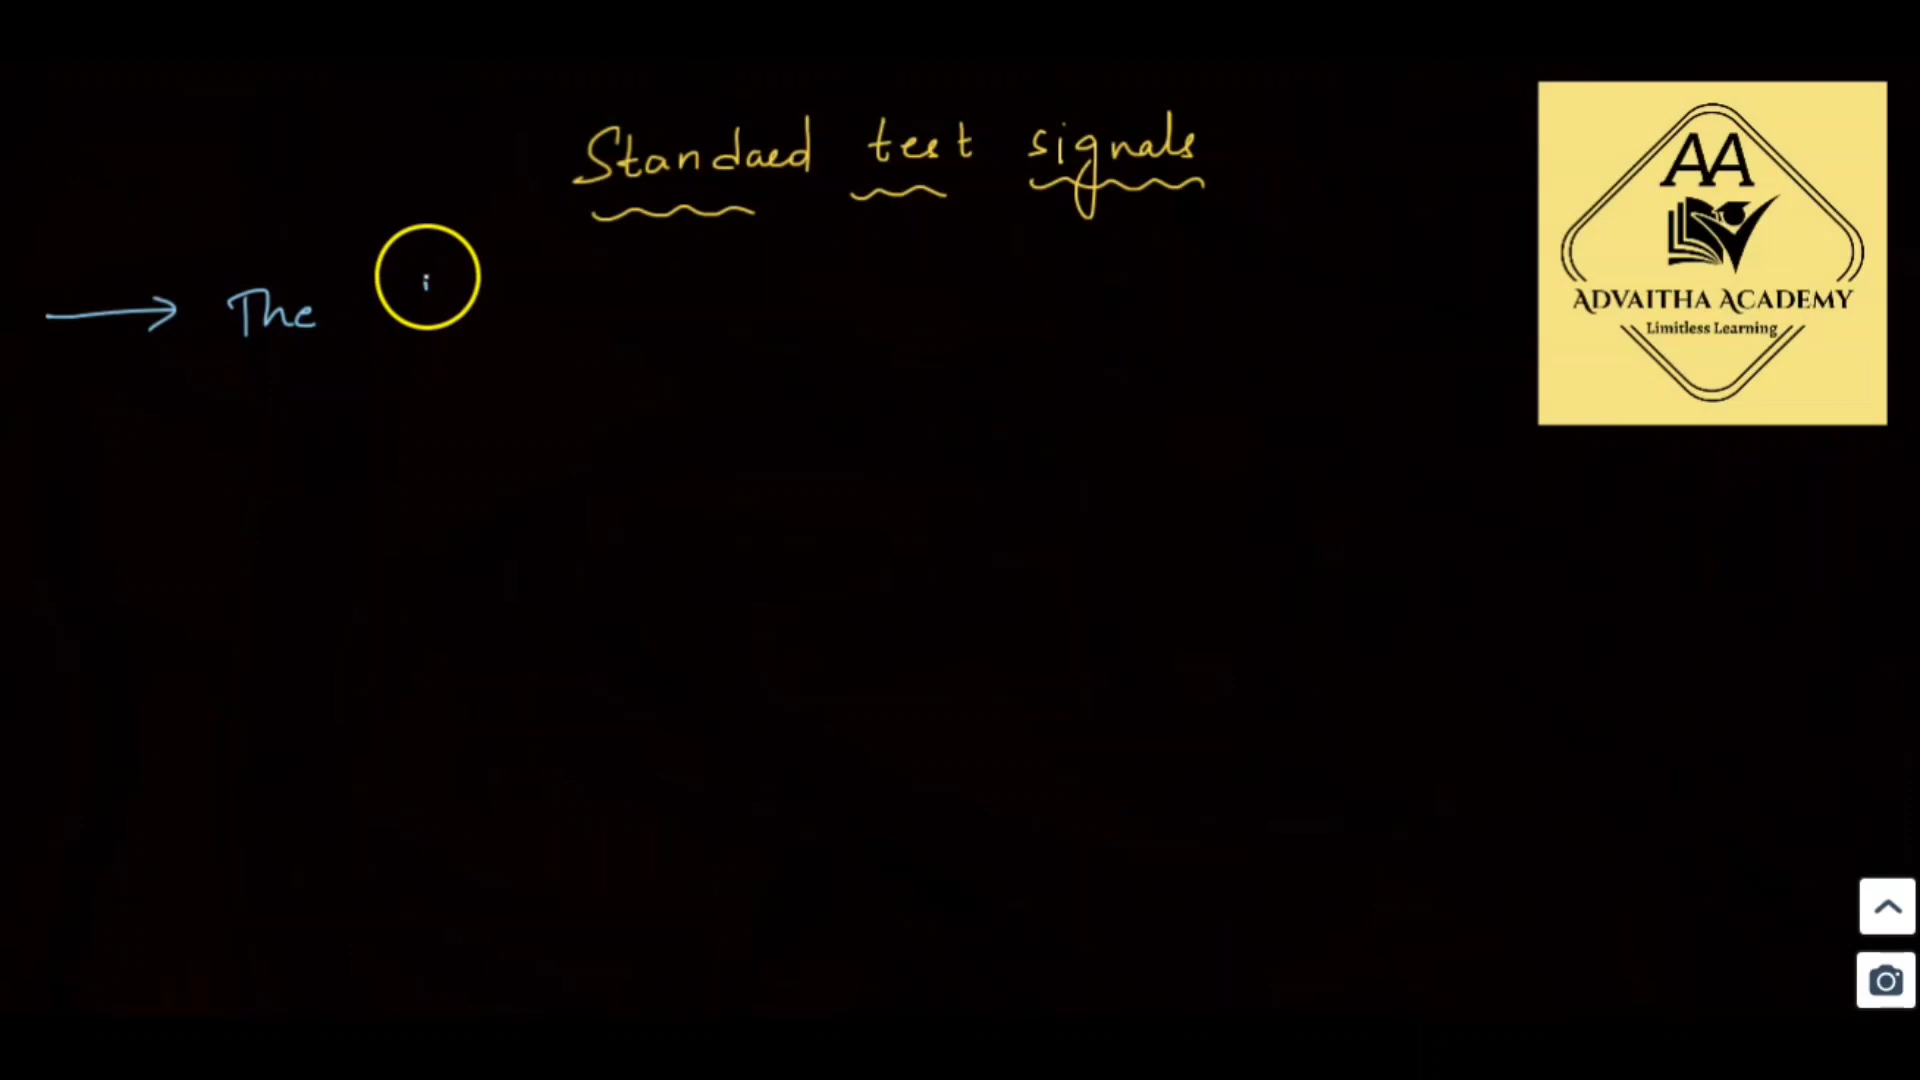 Standard test signals
→ The
AA
ADVAITHA ACADEMY
Limitless Learning